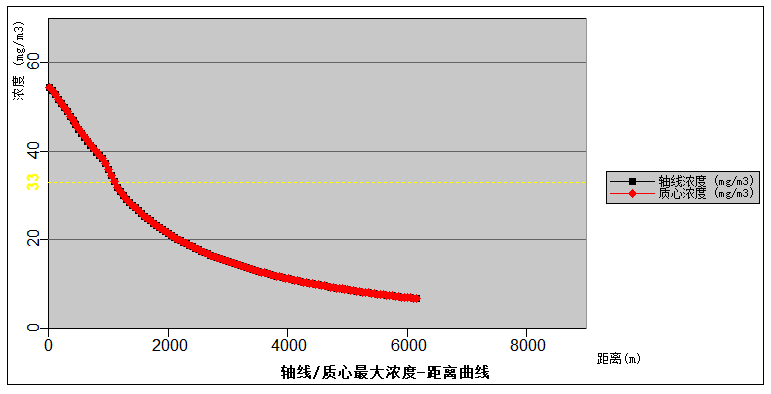 浓度 (mg/m3)
60
40
33
20
0
0 2000 4000 6000 8000
距离(m)
轴线/质心最大浓度-距离曲线
轴线浓度 (mg/m3)
质心浓度 (mg/m3)